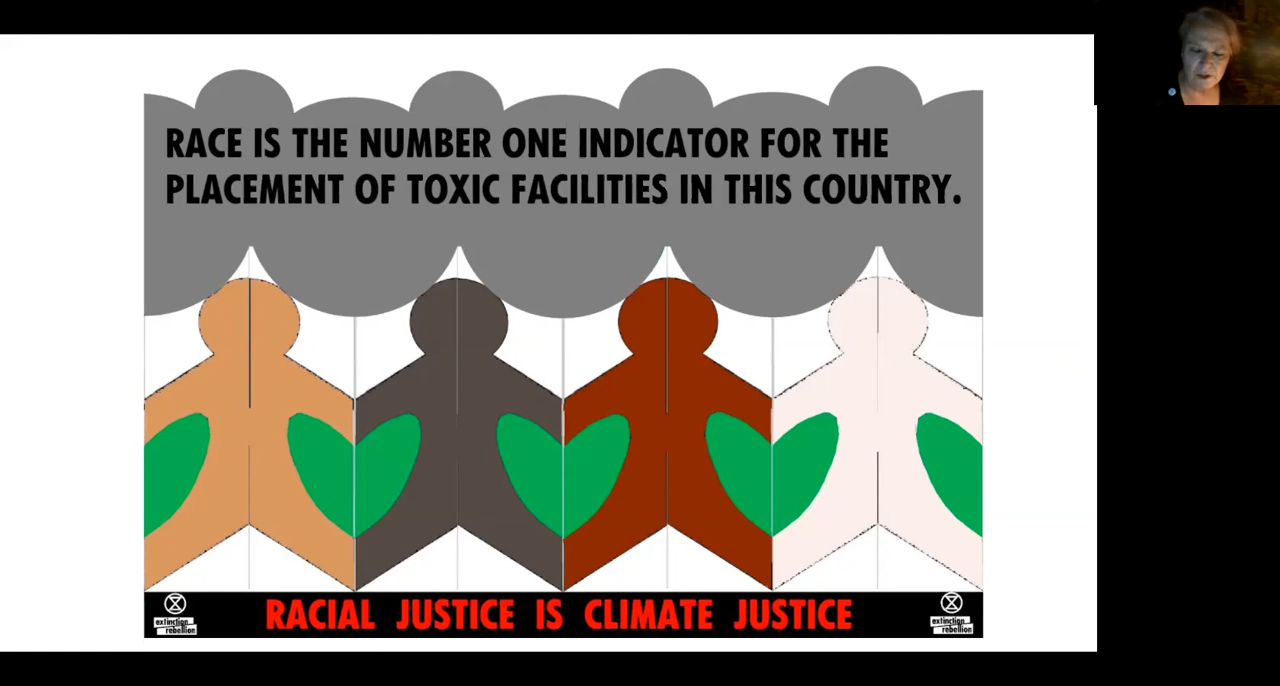 RACE IS THE NUMBER ONE INDICATOR FOR THE
PLACEMENT OF TOXIC FACILITIES IN THIS COUNTRY.
RACIAL JUSTICE IS CLIMATE JUSTICE
extinction
rebellion
extinction
rebellion